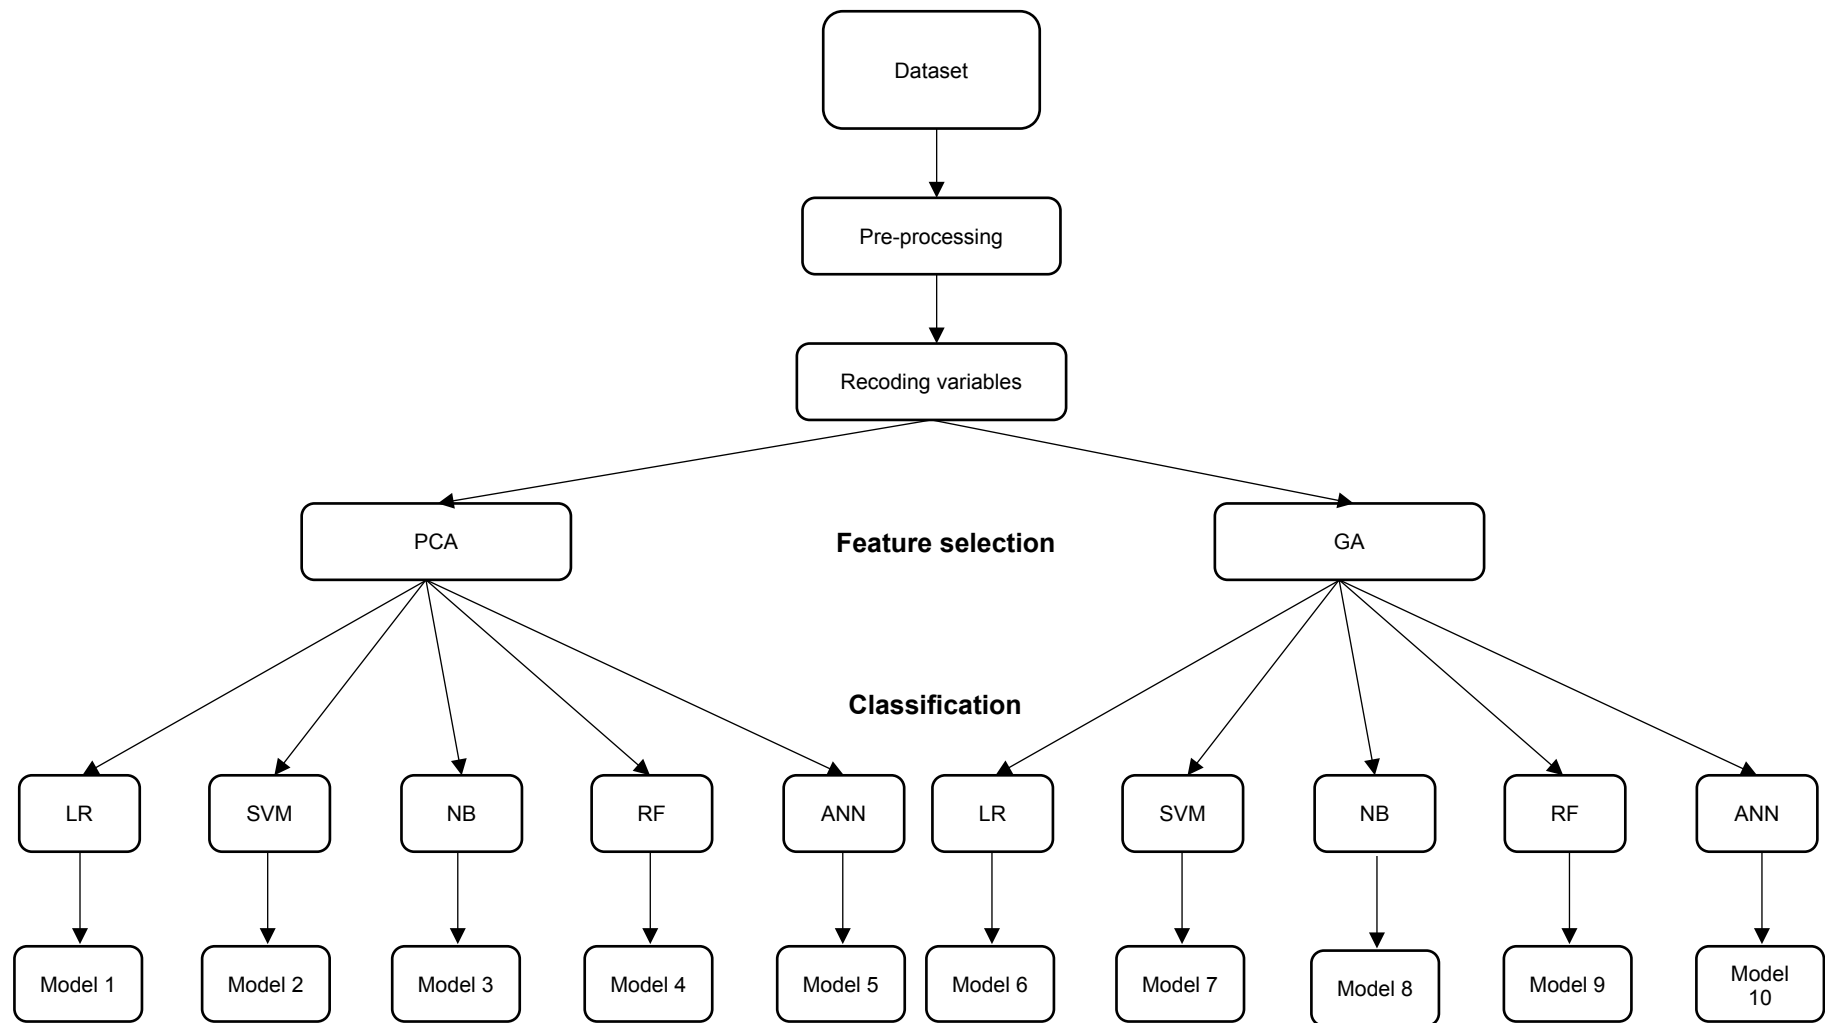 Dataset
Pre-processing
Recoding variables
PCA
Feature selection
GA
Classification
LR
SVM
NB
RF
ANN
LR
SVM
NB
RF
ANN
Model 1
Model 2
Model 3
Model 4
Model 5
Model 6
Model 7
Model 8
Model 9
Model
10